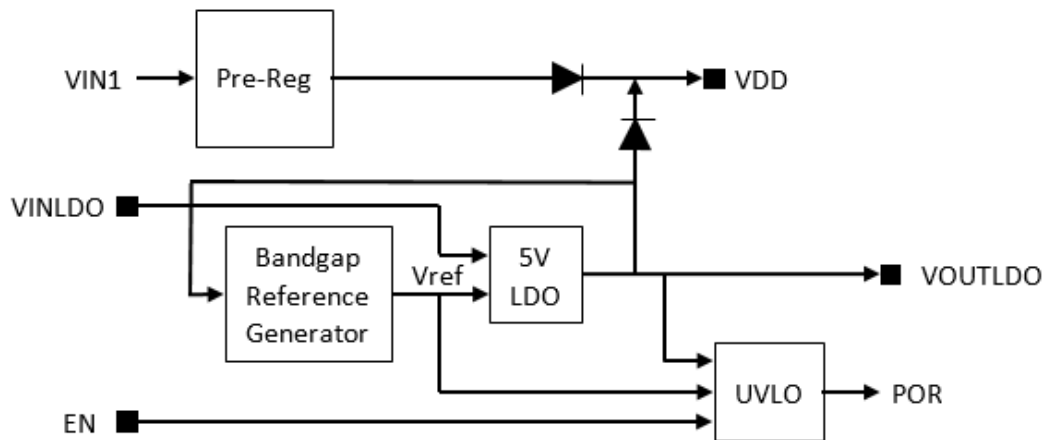 VIN1
Pre-Reg
VDD
VINLDO
Bandgap
Reference
Generator
Vref
5V
LDO
VOUTLDO
UVLO
POR
EN